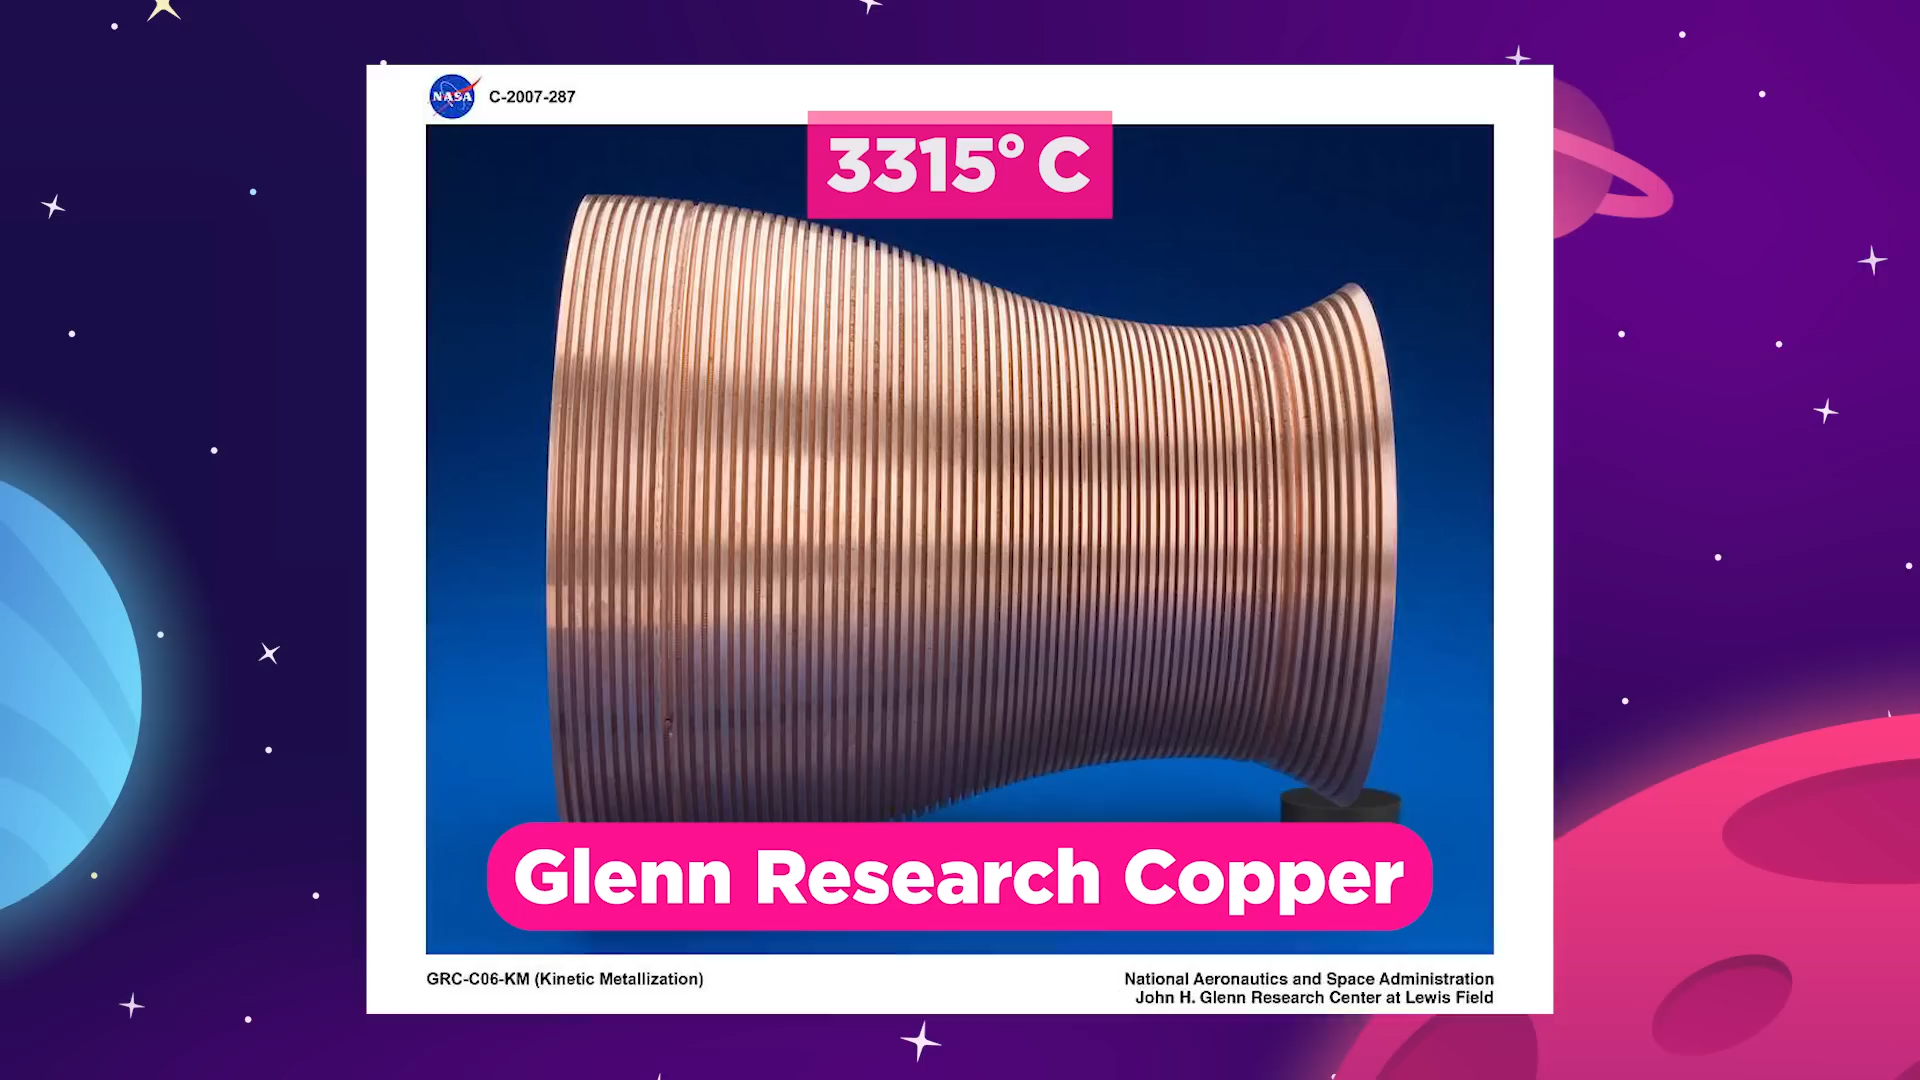 NASA
C-2007-287
3315° C
Glenn Research Copper
GRC-C06-KM (Kinetic Metallization)
National Aeronautics and Space Administration
John H. Glenn Research Center at Lewis Field